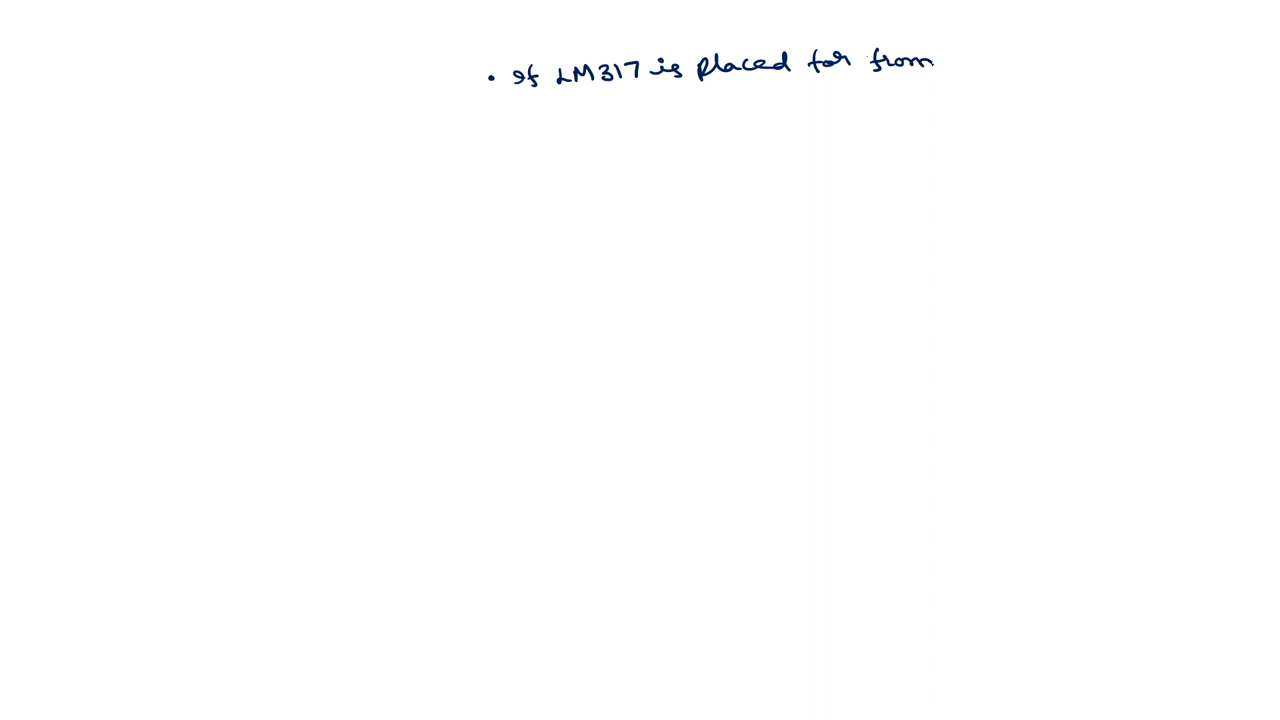 • If LM317 is placed far from